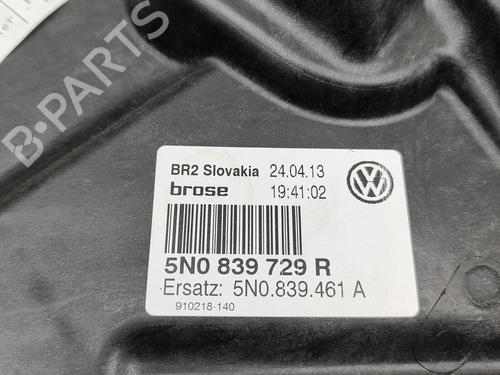 B-PARTS
BR2 Slovakia 24.04.13
brose 19:41:02
5N0 839 729 R
Ersatz: 5N0.839.461 A
910218-140